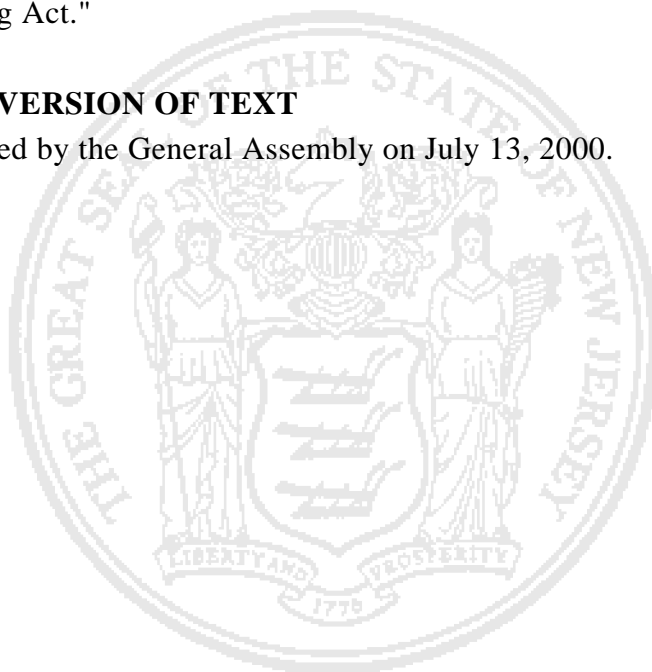 g Act."
VERSION OF TEXT
ed by the General Assembly on July 13, 2000.
THE GREAT SEAL OF THE STATE OF NEW JERSEY
LIBERTY AND PROSPERITY
1776